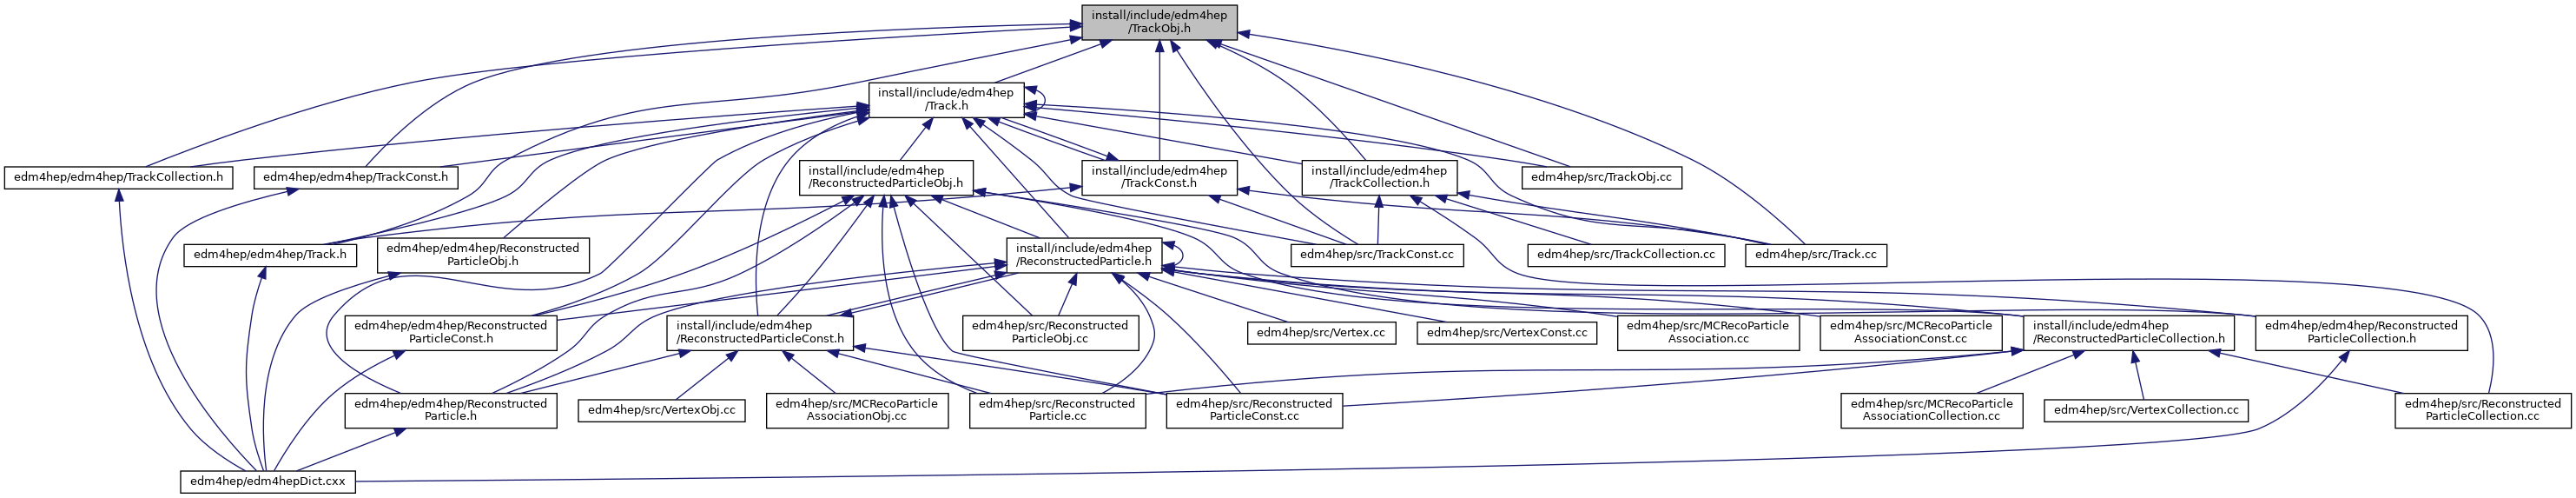 install/include/edm4hep
/TrackObj.h
install/include/edm4hep
/Track.h
edm4hep/edm4hep/TrackCollection.h
edm4hep/edm4hep/TrackConst.h
install/include/edm4hep
/ReconstructedParticleObj.h
install/include/edm4hep
/TrackConst.h
install/include/edm4hep
/TrackCollection.h
edm4hep/src/TrackObj.cc
edm4hep/edm4hep/Track.h
edm4hep/edm4hep/Reconstructed
ParticleObj.h
install/include/edm4hep
/ReconstructedParticle.h
edm4hep/src/TrackConst.cc
edm4hep/src/TrackCollection.cc
edm4hep/src/Track.cc
edm4hep/edm4hep/Reconstructed
ParticleConst.h
install/include/edm4hep
/ReconstructedParticleConst.h
edm4hep/src/Reconstructed
ParticleObj.cc
edm4hep/src/Vertex.cc
edm4hep/src/VertexConst.cc
edm4hep/src/MCRecoParticle
Association.cc
edm4hep/src/MCRecoParticle
AssociationConst.cc
install/include/edm4hep
/ReconstructedParticleCollection.h
edm4hep/edm4hep/Reconstructed
ParticleCollection.h
edm4hep/edm4hep/Reconstructed
Particle.h
edm4hep/src/VertexObj.cc
edm4hep/src/MCRecoParticle
AssociationObj.cc
edm4hep/src/Reconstructed
Particle.cc
edm4hep/src/Reconstructed
ParticleConst.cc
edm4hep/src/MCRecoParticle
AssociationCollection.cc
edm4hep/src/VertexCollection.cc
edm4hep/src/Reconstructed
ParticleCollection.cc
edm4hep/edm4hepDict.cxx